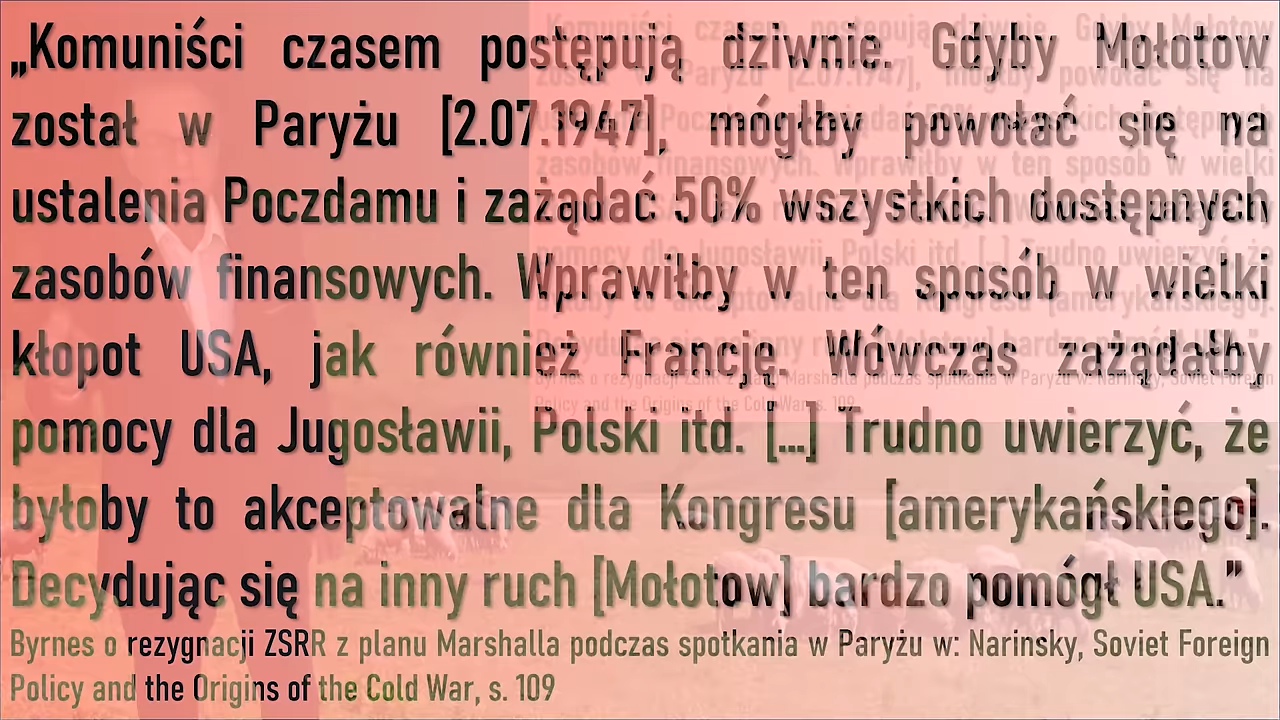 „Komuniści czasem postępują dziwnie. Gdyby Mołotow
został w Paryżu [2.07.1947], mógłby powołać się na
ustalenia Poczdamu i zażądać 50% wszystkich dostępnych
zasobów finansowych. Wprawiłby w ten sposób w wielki
kłopot USA, jak również Francję. Wówczas zażądałby
pomocy dla Jugosławii, Polski itd. [...] Trudno uwierzyć, że
byłoby to akceptowalne dla Kongresu [amerykańskiego].
Decydując się na inny ruch [Mołotow] bardzo pomógł USA.”
Byrnes o rezygnacji ZSRR z planu Marshalla podczas spotkania w Paryżu w: Narinsky, Soviet Foreign
Policy and the Origins of the Cold War, s. 109